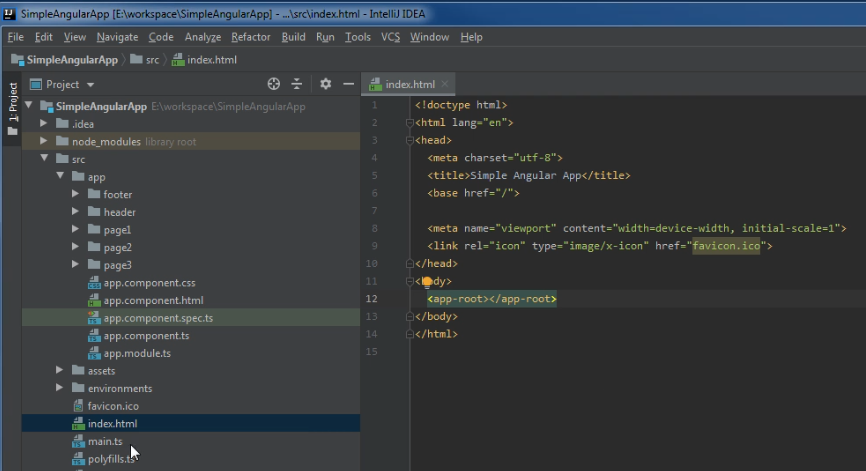 SimpleAngularApp [E:\workspace\SimpleAngularApp] - ...\src\index.html - IntelliJ IDEA
File Edit View Navigate Code Analyze Refactor Build Run Tools VCS Window Help
SimpleAngularApp src index.html
1: Project
Project
SimpleAngularApp E:\workspace\SimpleAngularApp
.idea
node_modules library root
src
app
footer
header
page1
page2
page3
app.component.css
app.component.html
app.component.spec.ts
app.component.ts
app.module.ts
assets
environments
favicon.ico
index.html
main.ts
polyfills.ts
index.html
1 <!doctype html>
2 <html lang="en">
3 <head>
4 <meta charset="utf-8">
5 <title>Simple Angular App</title>
6 <base href="/">
7
8 <meta name="viewport" content="width=device-width, initial-scale=1">
9 <link rel="icon" type="image/x-icon" href="favicon.ico">
10 </head>
11 <body>
12 <app-root></app-root>
13 </body>
14 </html>
15